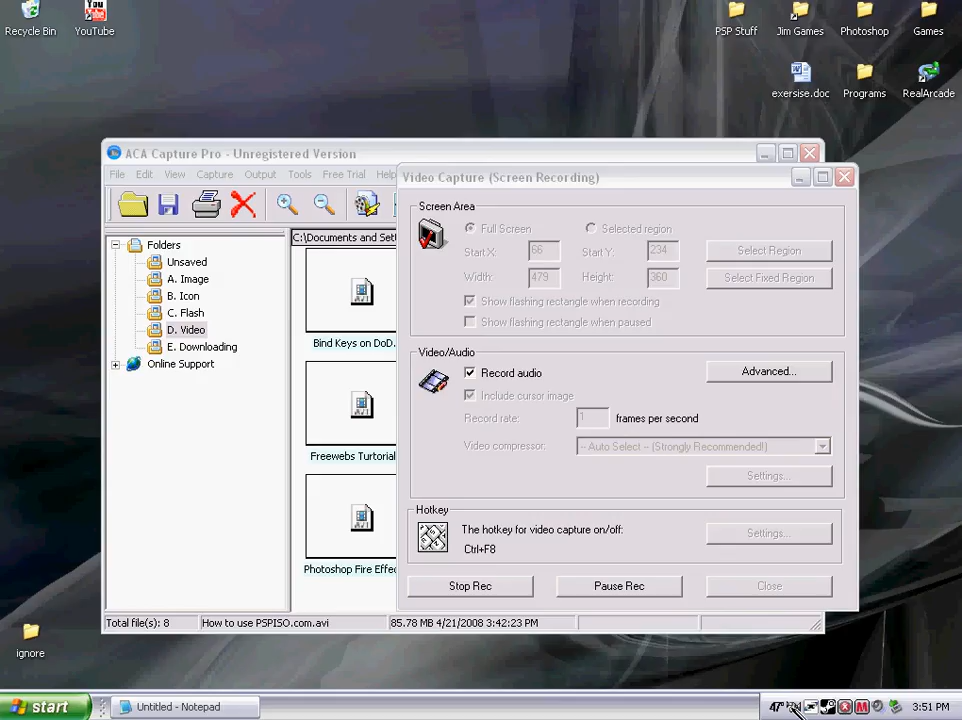 Recycle Bin
YouTube
PSP Stuff
Jim Games
Photoshop
Games
exersise.doc
Programs
RealArcade
ACA Capture Pro - Unregistered Version
File Edit View Capture Output Tools Free Trial Help
Video Capture (Screen Recording)
Folders
Unsaved
A. Image
B. Icon
C. Flash
D. Video
E. Downloading
Online Support
C:\Documents and Set
Bind Keys on DoD.
Freewebs Turtorial
Photoshop Fire Effec
Screen Area
Full Screen
Selected region
Start X: 66 Start Y: 234
Select Region
Width: 479 Height: 360
Select Fixed Region
Show flashing rectangle when recording
Show flashing rectangle when paused
Video/Audio
Record audio
Advanced...
Include cursor image
Record rate: 1 frames per second
Video compressor: -- Auto Select -- (Strongly Recommended!)
Settings...
Hotkey
The hotkey for video capture on/off:
Ctrl+F8
Settings...
Stop Rec
Pause Rec
Close
Total file(s): 8
How to use PSPISO.com.avi
85.78 MB 4/21/2008 3:42:23 PM
ignore
start
Untitled - Notepad
47°
3:51 PM